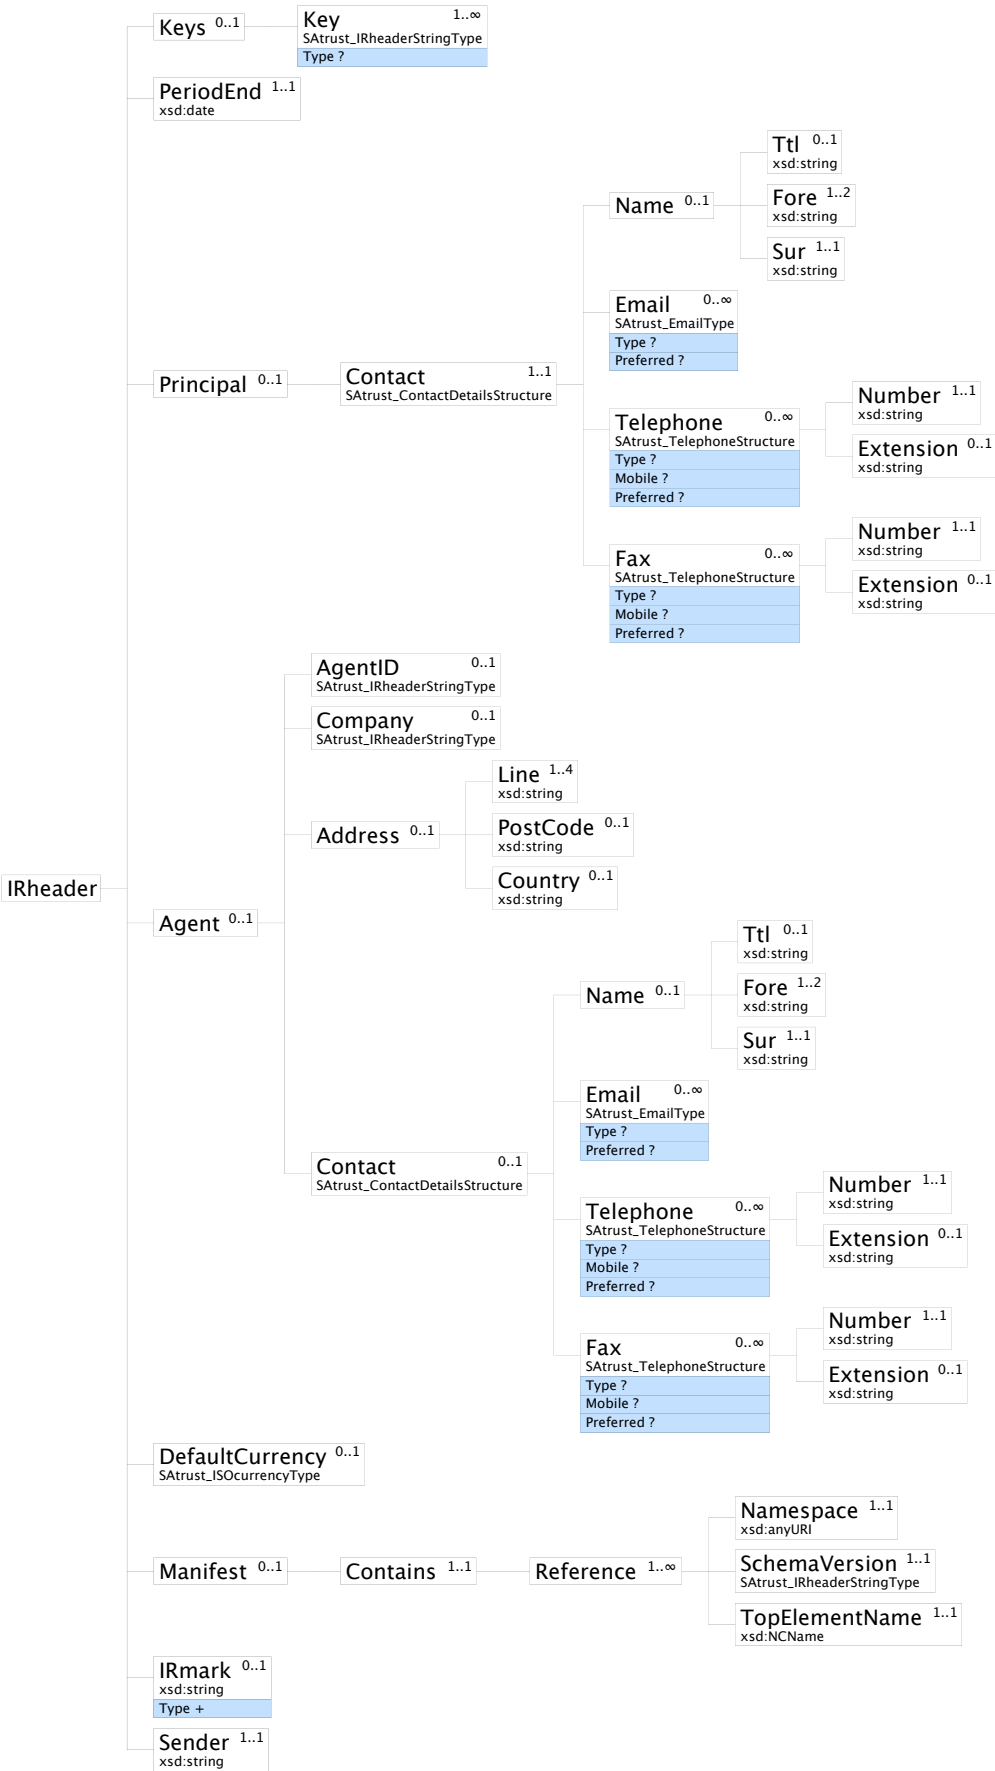 Keys 0..1
Key 1..∞
SAtrust_IRheaderStringType
Type ?
PeriodEnd 1..1
xsd:date
Ttl 0..1
xsd:string
Name 0..1
Fore 1..2
xsd:string
Sur 1..1
xsd:string
Email 0..∞
SAtrust_EmailType
Type ?
Preferred ?
Principal 0..1
Contact 1..1
SAtrust_ContactDetailsStructure
Telephone 0..∞
SAtrust_TelephoneStructure
Type ?
Mobile ?
Preferred ?
Number 1..1
xsd:string
Extension 0..1
xsd:string
Fax 0..∞
SAtrust_TelephoneStructure
Type ?
Mobile ?
Preferred ?
Number 1..1
xsd:string
Extension 0..1
xsd:string
AgentID 0..1
SAtrust_IRheaderStringType
Company 0..1
SAtrust_IRheaderStringType
Address 0..1
Line 1..4
xsd:string
PostCode 0..1
xsd:string
Country 0..1
xsd:string
IRheader
Agent 0..1
Ttl 0..1
xsd:string
Name 0..1
Fore 1..2
xsd:string
Sur 1..1
xsd:string
Email 0..∞
SAtrust_EmailType
Type ?
Preferred ?
Contact 0..1
SAtrust_ContactDetailsStructure
Telephone 0..∞
SAtrust_TelephoneStructure
Type ?
Mobile ?
Preferred ?
Number 1..1
xsd:string
Extension 0..1
xsd:string
Fax 0..∞
SAtrust_TelephoneStructure
Type ?
Mobile ?
Preferred ?
Number 1..1
xsd:string
Extension 0..1
xsd:string
DefaultCurrency 0..1
SAtrust_ISOcurrencyType
Manifest 0..1
Contains 1..1
Reference 1..∞
Namespace 1..1
xsd:anyURI
SchemaVersion 1..1
SAtrust_IRheaderStringType
TopElementName 1..1
xsd:NCName
IRmark 0..1
xsd:string
Type +
Sender 1..1
xsd:string